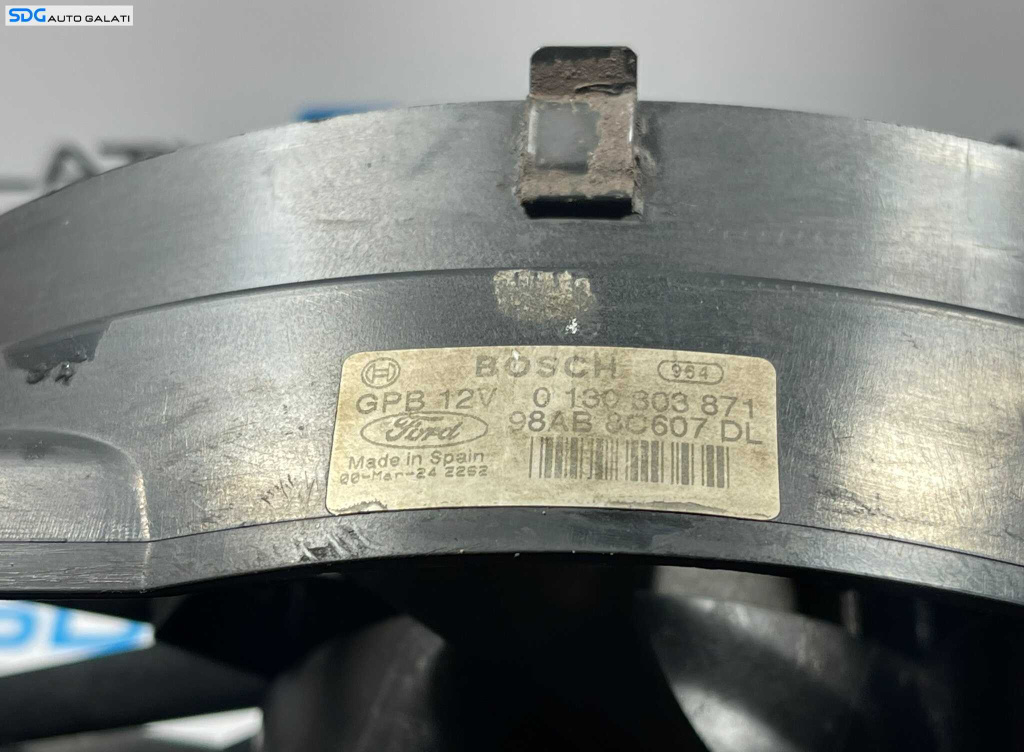 SDG AUTO GALATI
BOSCH 964
GPB 12V 0 130 303 871
Ford 98AB 8C607 DL
Made in Spain
00-Mar-24 2262